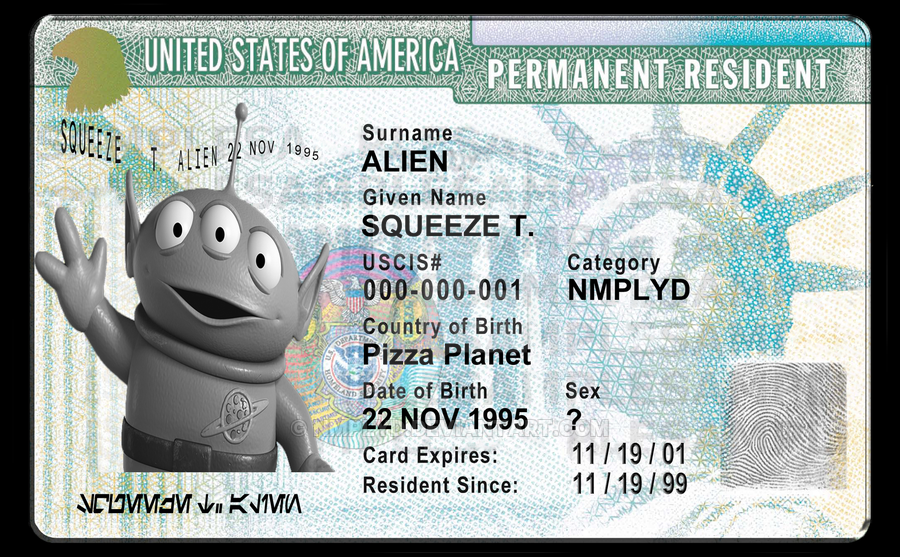 UNITED STATES OF AMERICA
PERMANENT RESIDENT
SQUEEZE T. ALIEN 22 NOV 1995
Surname
ALIEN
Given Name
SQUEEZE T.
USCIS#
000-000-001
Category
NMPLYD
Country of Birth
Pizza Planet
Date of Birth
22 NOV 1995
Sex
?
Card Expires: 11 / 19 / 01
Resident Since: 11 / 19 / 99